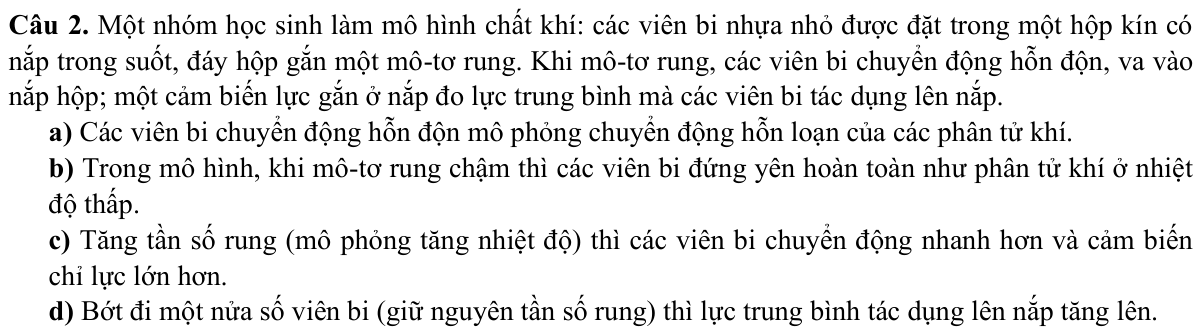 Câu 2. Một nhóm học sinh làm mô hình chất khí: các viên bi nhựa nhỏ được đặt trong một hộp kín có
nắp trong suốt, đáy hộp gắn một mô-tơ rung. Khi mô-tơ rung, các viên bi chuyển động hỗn độn, va vào
nắp hộp; một cảm biến lực gắn ở nắp đo lực trung bình mà các viên bi tác dụng lên nắp.
a) Các viên bi chuyển động hỗn độn mô phỏng chuyển động hỗn loạn của các phân tử khí.
b) Trong mô hình, khi mô-tơ rung chậm thì các viên bi đứng yên hoàn toàn như phân tử khí ở nhiệt
độ thấp.
c) Tăng tần số rung (mô phỏng tăng nhiệt độ) thì các viên bi chuyển động nhanh hơn và cảm biến
chỉ lực lớn hơn.
d) Bớt đi một nửa số viên bi (giữ nguyên tần số rung) thì lực trung bình tác dụng lên nắp tăng lên.